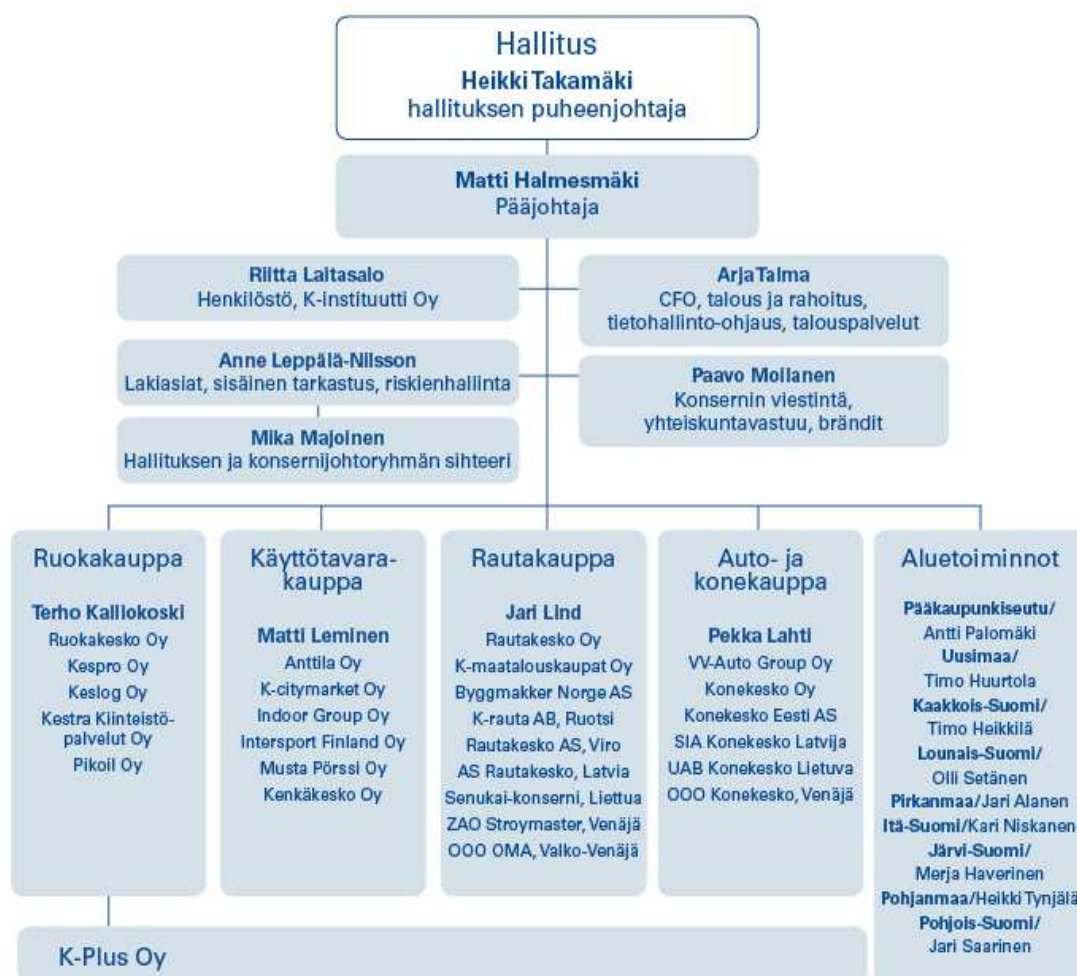 Hallitus
Heikki Takamäki
hallituksen puheenjohtaja
Matti Halmesmäki
Pääjohtaja
Riitta Laitasalo
Henkilöstö, K-instituutti Oy
Arja Talma
CFO, talous ja rahoitus,
tietohallinto-ohjaus, talouspalvelut
Anne Leppälä-Nilsson
Lakiasiat, sisäinen tarkastus, riskienhallinta
Paavo Moilanen
Konsernin viestintä,
yhteiskuntavastuu, brändit
Mika Majoinen
Hallituksen ja konsernijohtoryhmän sihteeri
Ruokakauppa
Terho Kalliokoski
Ruokakesko Oy
Kespro Oy
Keslog Oy
Kestra Kiinteistö-
palvelut Oy
Pikoil Oy
Käyttötavara-
kauppa
Matti Leminen
Anttila Oy
K-citymarket Oy
Indoor Group Oy
Intersport Finland Oy
Musta Pörssi Oy
Kenkäkesko Oy
Rautakauppa
Jari Lind
Rautakesko Oy
K-maatalouskaupat Oy
Byggmakker Norge AS
K-rauta AB, Ruotsi
Rautakesko AS, Viro
AS Rautakesko, Latvia
Senukai-konserni, Liettua
ZAO Stroymaster, Venäjä
OOO OMA, Valko-Venäjä
Auto- ja
konekauppa
Pekka Lahti
VV-Auto Group Oy
Konekesko Oy
Konekesko Eesti AS
SIA Konekesko Latvija
UAB Konekesko Lietuva
OOO Konekesko, Venäjä
Aluetoiminnot
Pääkaupunkiseutu/
Antti Palomäki
Uusimaa/
Timo Huurtola
Kaakkois-Suomi/
Timo Heikkilä
Lounais-Suomi/
Olli Setänen
Pirkanmaa/Jari Alanen
Itä-Suomi/Kari Niskanen
Järvi-Suomi/
Merja Haverinen
Pohjanmaa/Heikki Tynjälä
Pohjois-Suomi/
Jari Saarinen
K-Plus Oy